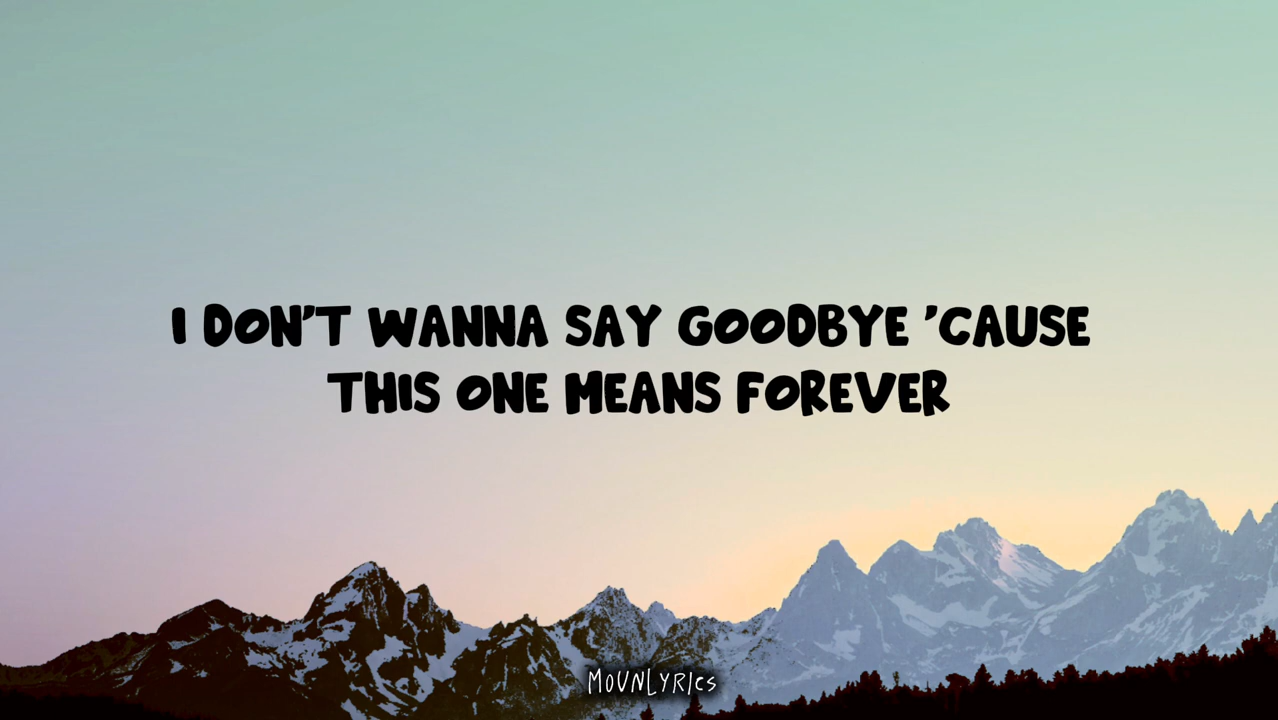 I DON'T WANNA SAY GOODBYE 'CAUSE
THIS ONE MEANS FOREVER
MOUNLYRICS